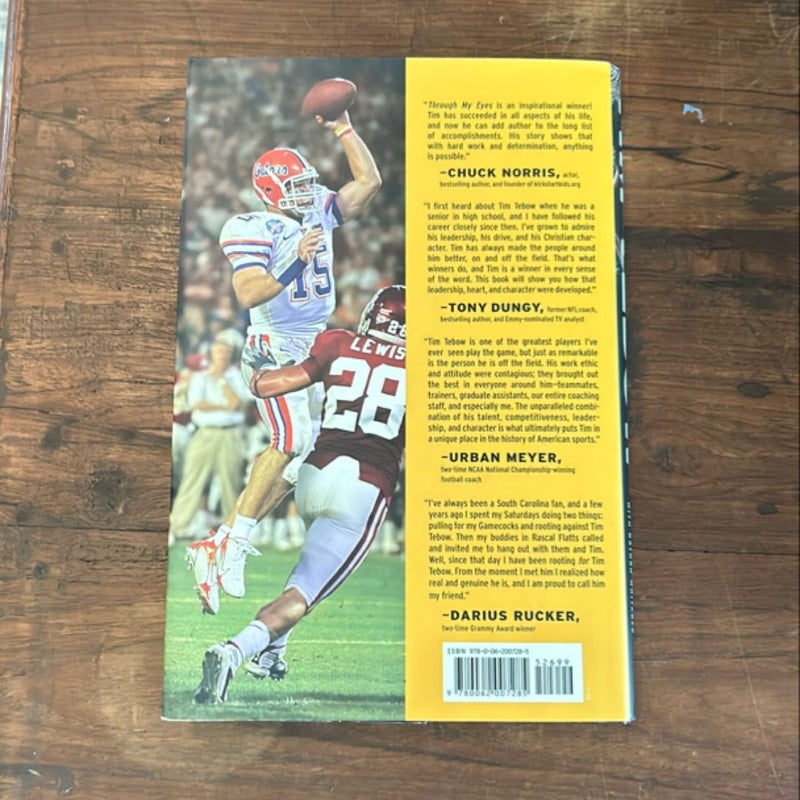 "Through My Eyes is an inspirational winner!
Tim has succeeded in all aspects of his life,
and now he can add author to the long list
of accomplishments. His story shows that
with hard work and determination, anything
is possible."
–CHUCK NORRIS, actor,
bestselling author, and founder of kickstartkids.org
"I first heard about Tim Tebow when he was a
senior in high school, and I have followed his
career closely since then. I've grown to admire
his leadership, his drive, and his Christian char-
acter. Tim has always made the people around
him better, on and off the field. That's what
winners do, and Tim is a winner in every sense
of the word. This book will show you how that
leadership, heart, and character were developed."
–TONY DUNGY, former NFL coach,
bestselling author, and Emmy-nominated TV analyst
"Tim Tebow is one of the greatest players I've
ever seen play the game, but just as remarkable
is the person he is off the field. His work ethic
and attitude were contagious; they brought out
the best in everyone around him–teammates,
trainers, graduate assistants, our entire coaching
staff, and especially me. The unparalleled combi-
nation of his talent, competitiveness, leader-
ship, and character is what ultimately puts Tim in
a unique place in the history of American sports."
–URBAN MEYER,
two-time NCAA National Championship-winning
football coach
"I've always been a South Carolina fan, and a few
years ago I spent my Saturdays doing two things:
pulling for my Gamecocks and rooting against Tim
Tebow. Then my buddies in Rascal Flatts called
and invited me to hang out with them and Tim.
Well, since that day I have been rooting for Tim
Tebow. From the moment I met him I realized how
real and genuine he is, and I am proud to call him
my friend."
–DARIUS RUCKER,
two-time Grammy Award winner
ISBN 978-0-06-200728-5
52699
9 780062 007285
Gators
15
28
LEWIS
28